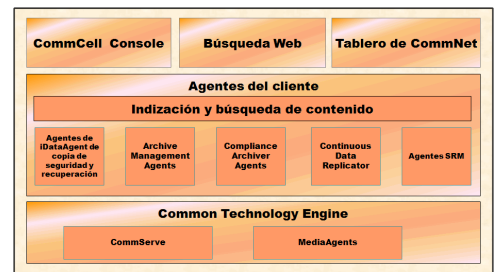 CommCell Console
Búsqueda Web
Tablero de CommNet
Agentes del cliente
Indización y búsqueda de contenido
Agentes de
iDataAgent de
copia de
seguridad y
recuperación
Archive
Management
Agents
Compliance
Archiver
Agents
Continuous
Data
Replicator
Agentes SRM
Common Technology Engine
CommServe
MediaAgents